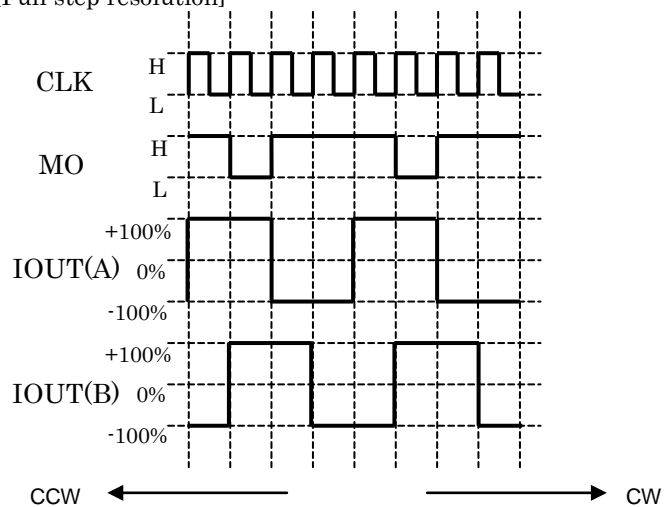 [Full step resolution]
CLK
H
L
MO
H
L
IOUT(A)
+100%
0%
-100%
IOUT(B)
+100%
0%
-100%
CCW
CW